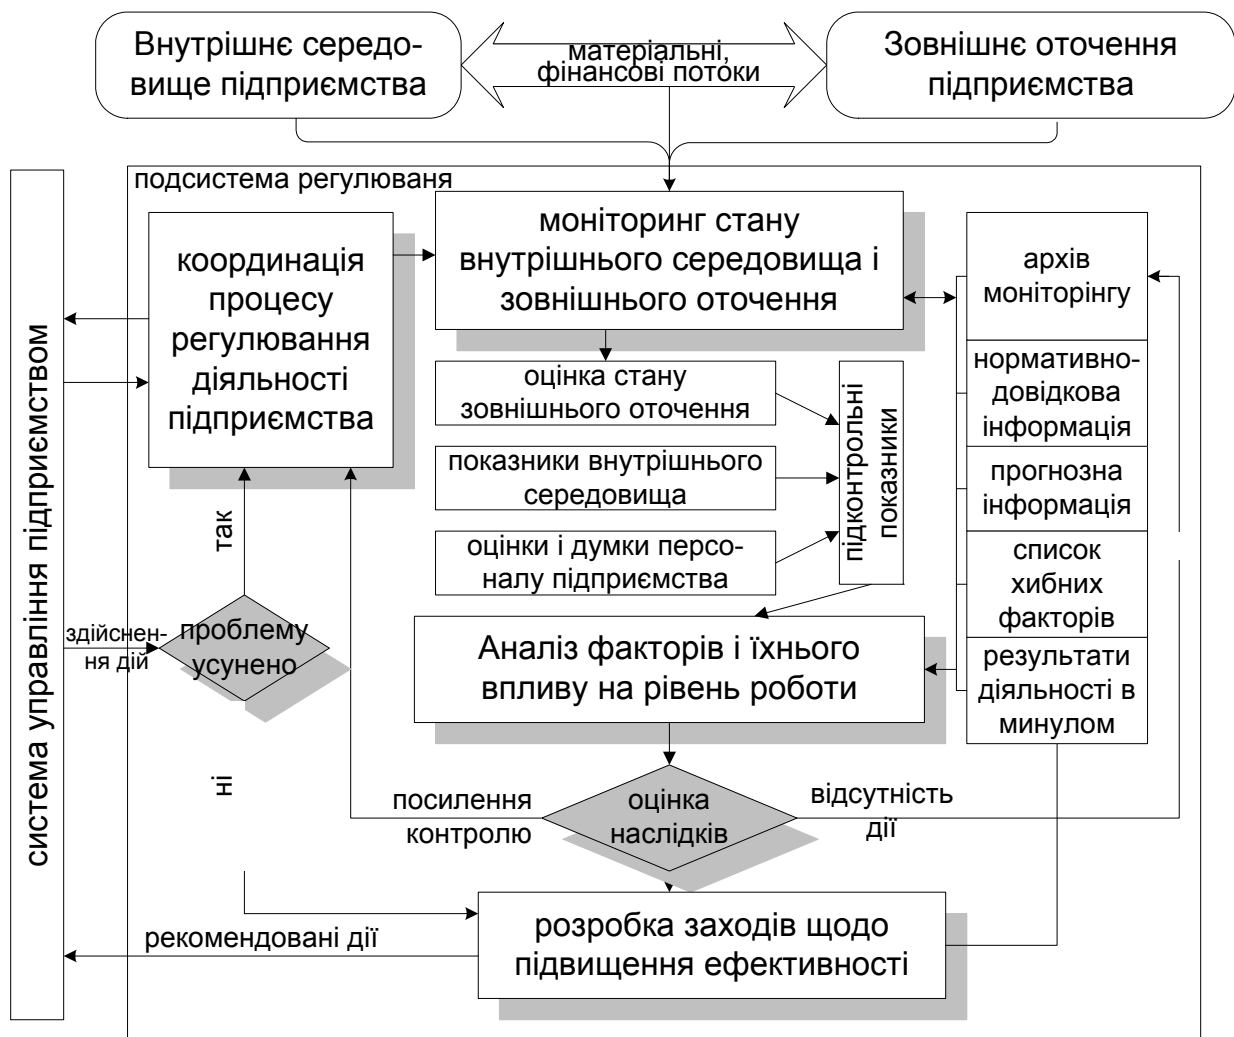 Внутрішнє середо-
вище підприємства
матеріальні,
фінансові потоки
Зовнішнє оточення
підприємства
подсистема регулюваня
система управління підприємством
координація
процесу
регулювання
діяльності
підприємства
моніторинг стану
внутрішнього середовища і
зовнішнього оточення
архів
моніторінгу
оцінка стану
зовнішнього оточення
показники внутрішнього
середовища
оцінки і думки персо-
налу підприємства
підконтрольні
показники
нормативно-
довідкова
інформація
прогнозна
інформація
список
хибних
факторів
результати
діяльності в
минулом
так
здійснен-
ня дій
проблему
усунено
ні
Аналіз факторів і їхнього
впливу на рівень роботи
посилення
контролю
оцінка
наслідків
відсутність
дії
рекомендовані дії
розробка заходів щодо
підвищення ефективності